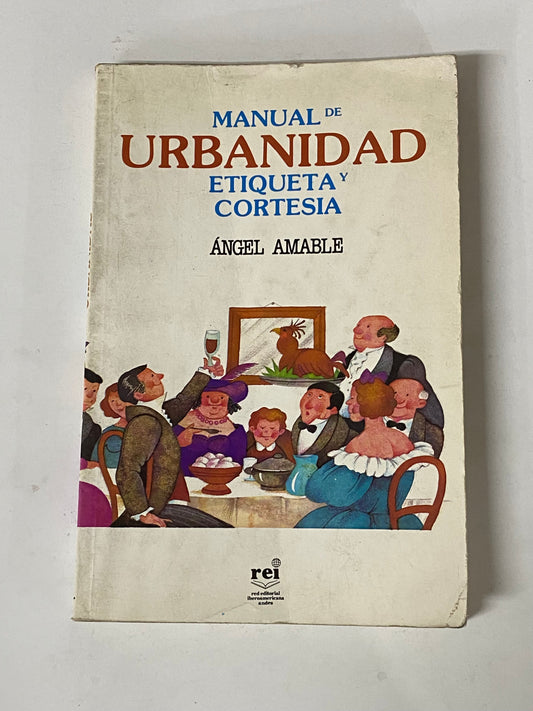 MANUAL DE
URBANIDAD
ETIQUETA Y
CORTESIA
ÁNGEL AMABLE
rei
red editorial
iberoamericana
andes